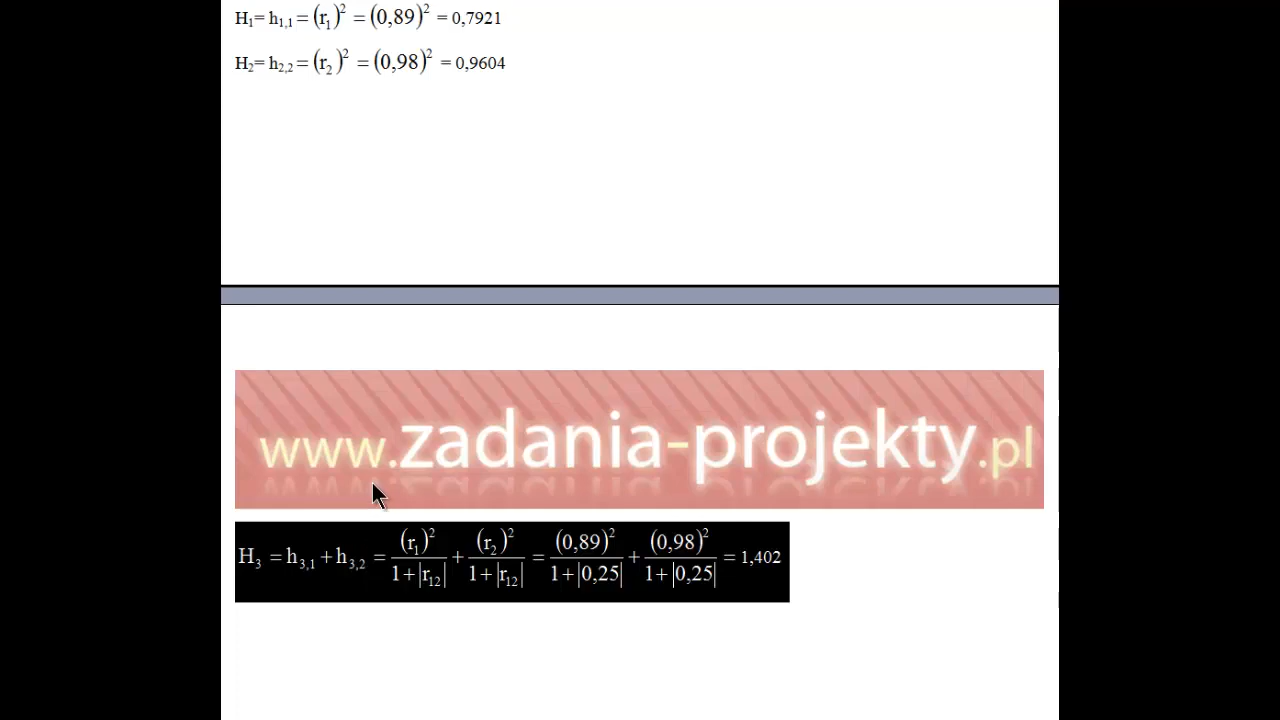 H₁= h₁,₁ = (r₁)² = (0,89)² = 0,7921
H₂= h₂,₂ = (r₂)² = (0,98)² = 0,9604
www.zadania-projekty.pl
H₃ = h₃,₁ + h₃,₂ = (r₁)² / (1+|r₁₂|) + (r₂)² / (1+|r₁₂|) = (0,89)² / (1+|0,25|) + (0,98)² / (1+|0,25|) = 1,402